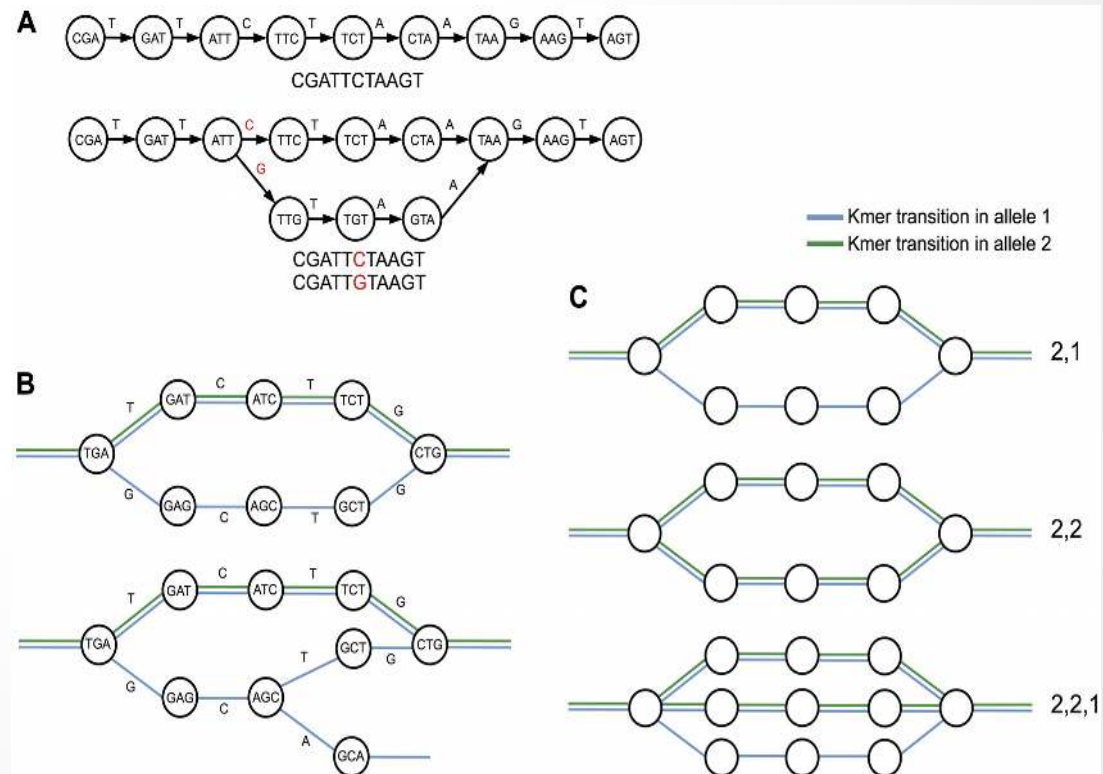 A
T T C T A A G T
CGA GAT ATT TTC TCT CTA TAA AAG AGT
CGATTCTAAGT
T T C T A A G T
CGA GAT ATT TTC TCT CTA TAA AAG AGT
G T A A
TTG TGT GTA
CGATTCTAAGT
CGATTGTAAGT
Kmer transition in allele 1
Kmer transition in allele 2
B
T C T G
GAT ATC TCT
TGA CTG
G C T G
GAG AGC GCT
T C T G
GAT ATC TCT
TGA CTG
T GCT G
G C
GAG AGC
A
GCA
C
2,1
2,2
2,2,1